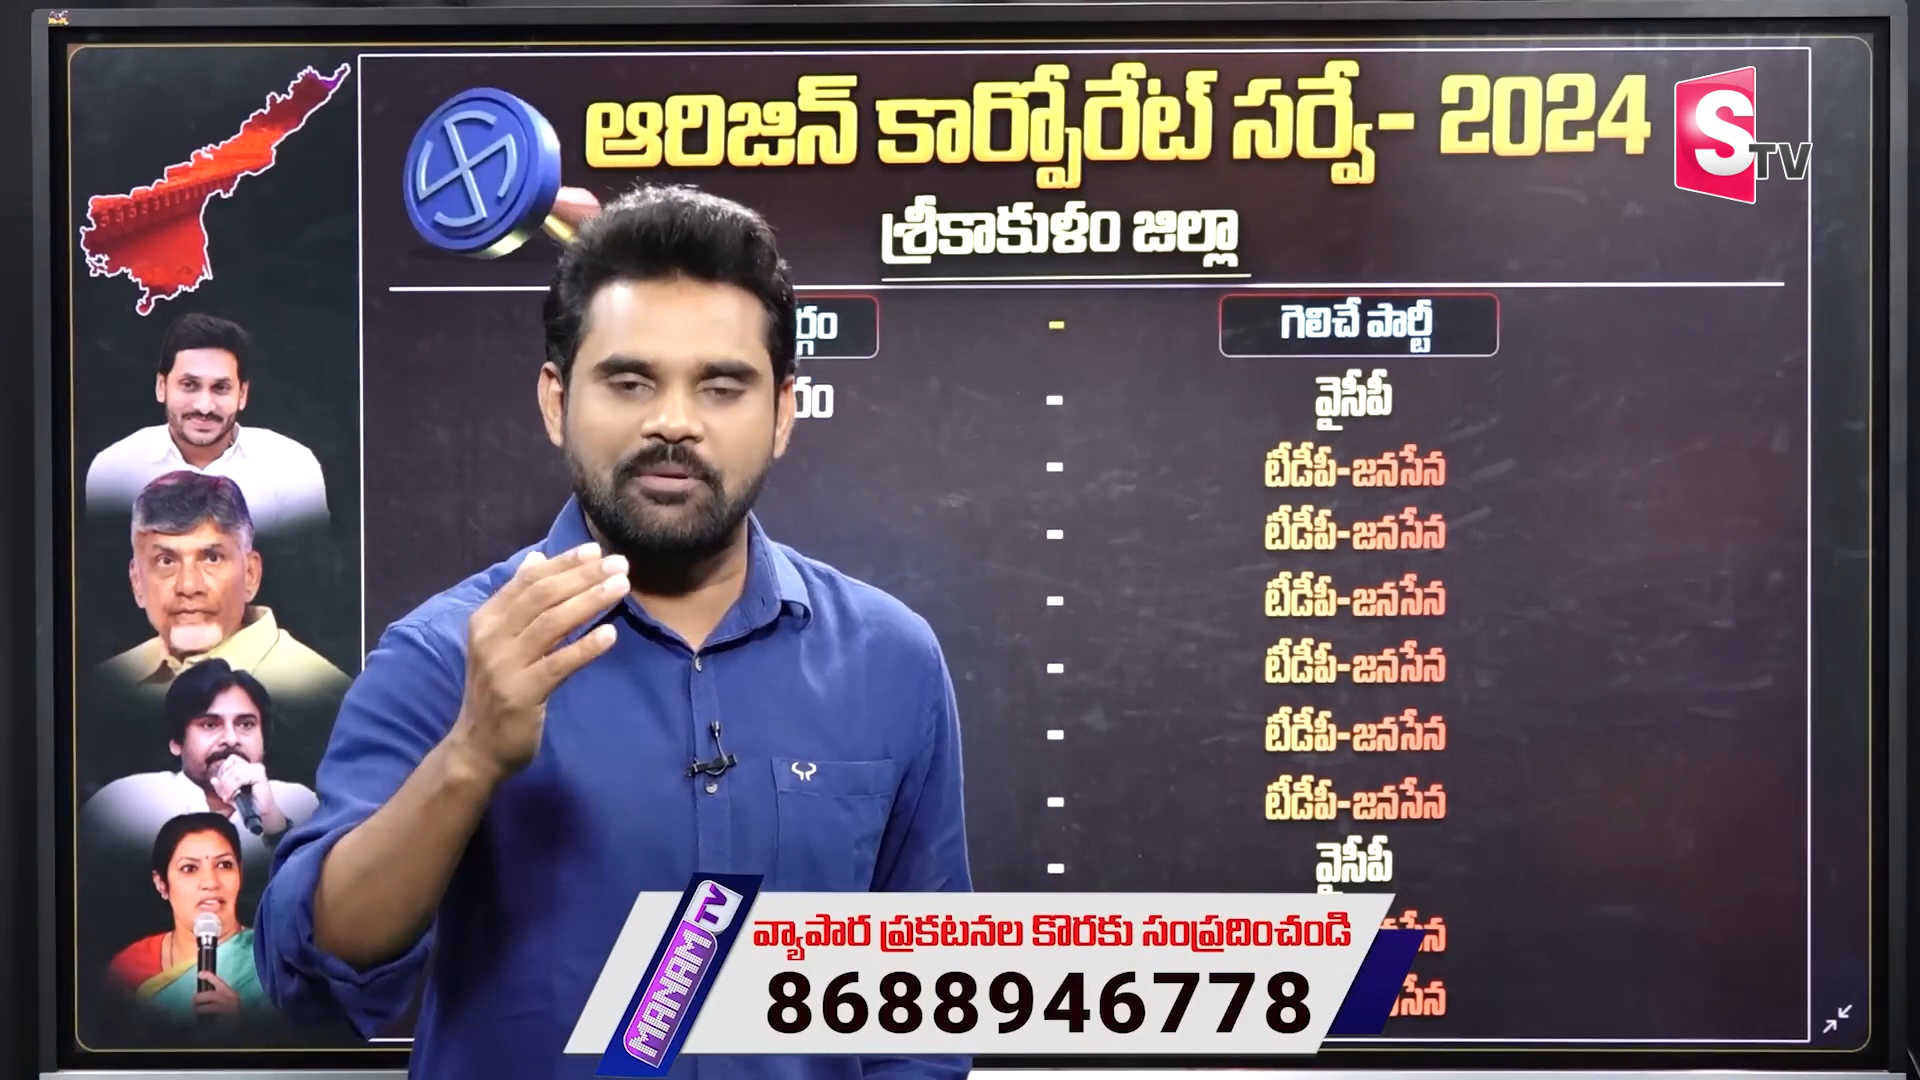 ఆరిజిన్ కార్పోరేట్ సర్వే- 2024
STV
శ్రీకాకుళం జిల్లా
- గెలిచే పార్టీ
- వైసీపీ
- టీడీపీ-జనసేన
- టీడీపీ-జనసేన
- టీడీపీ-జనసేన
- టీడీపీ-జనసేన
- టీడీపీ-జనసేన
- టీడీపీ-జనసేన
- వైసీపీ
MANAM TV
వ్యాపార ప్రకటనల కొరకు సంప్రదించండి
8688946778